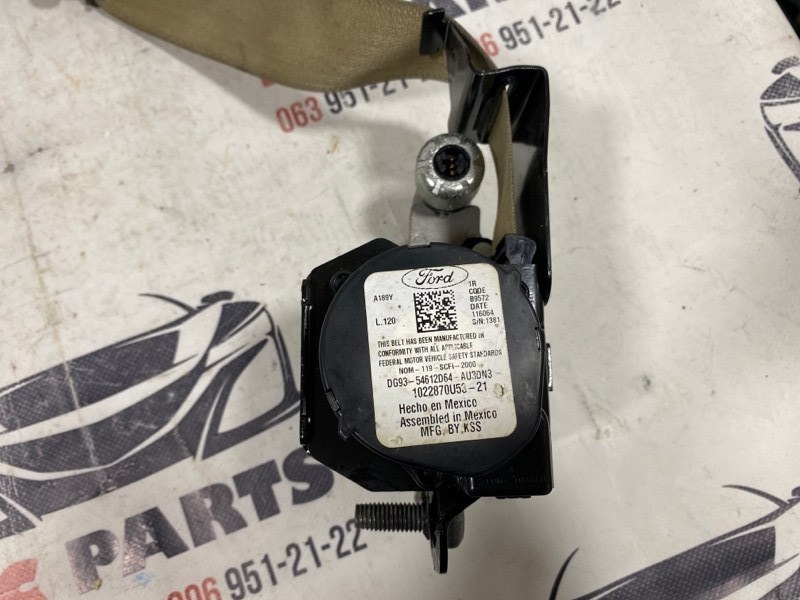 PARTS
096 951-21-22
063 951-21-22
Ford
1R
CODE
B9572
DATE
116064
S/N:1381
A189Y
L.120
THIS BELT HAS BEEN MANUFACTURED IN
CONFORMITY WITH ALL APPLICABLE
FEDERAL MOTOR VEHICLE SAFETY STANDARDS
NOM-119-SCFI-2000
DG93-54612D64-AU3DN3
1022870U53-21
Hecho en Mexico
Assembled in Mexico
MFG. BY KSS
PARTS
951-21-22